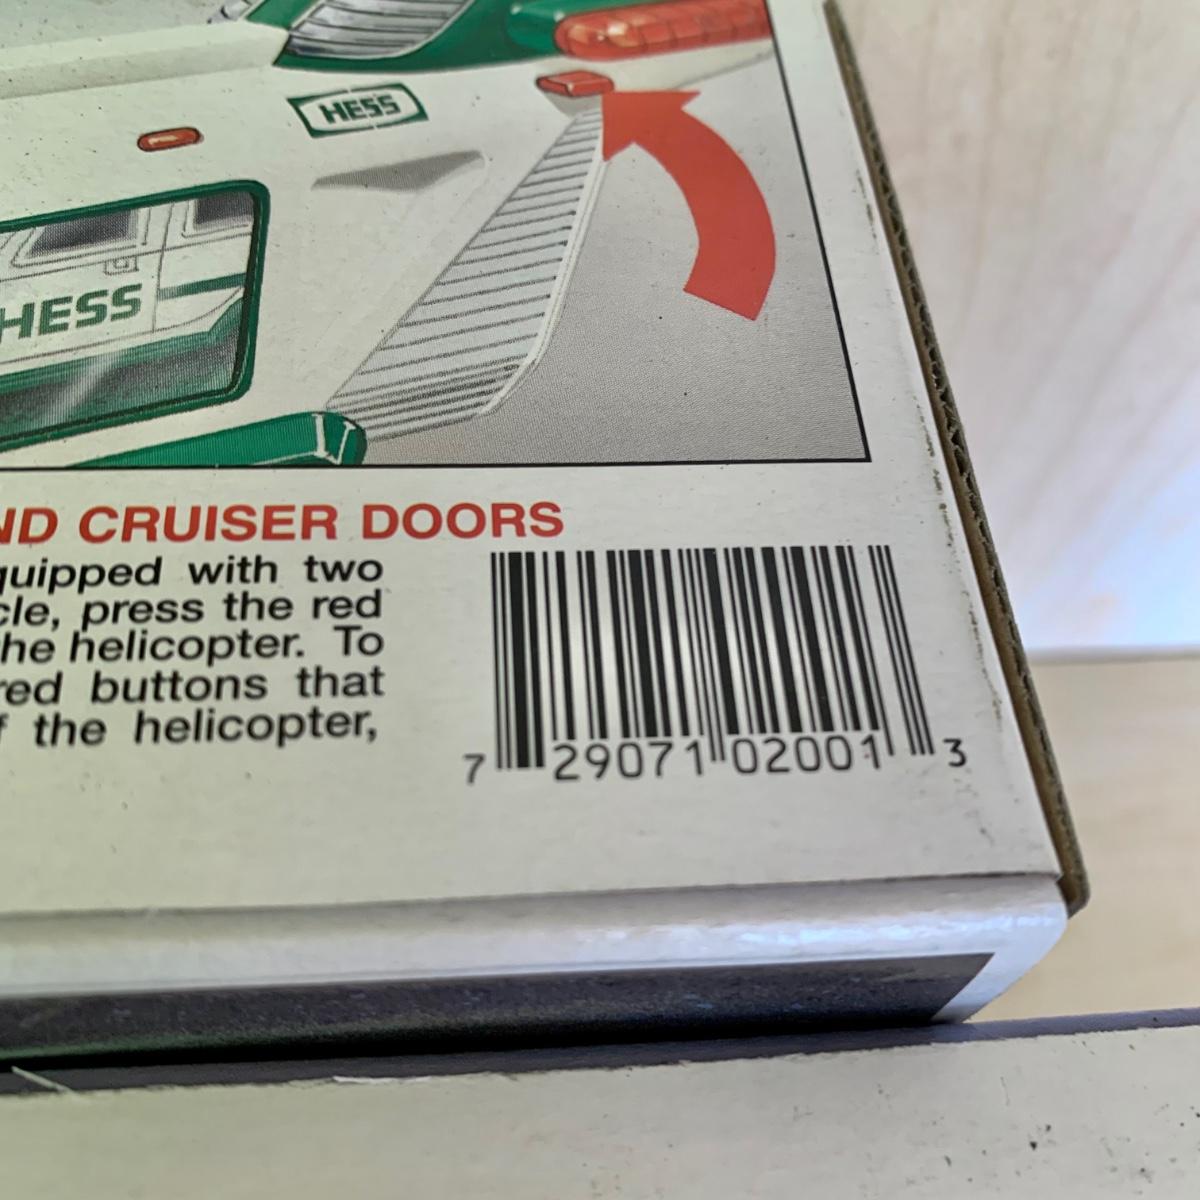 HESS
HESS
ND CRUISER DOORS
quipped with two
cle, press the red
he helicopter. To
red buttons that
f the helicopter,
7 29071 02001 3